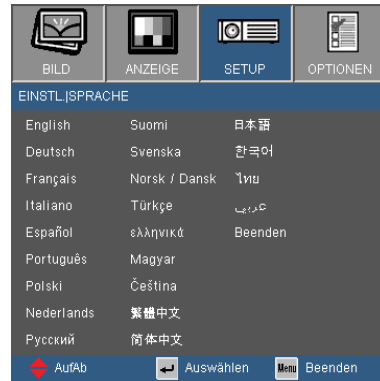 BILD ANZEIGE SETUP OPTIONEN
EINSTL.|SPRACHE
English Suomi 日本語
Deutsch Svenska 한국어
Français Norsk / Dansk ไทย
Italiano Türkçe عربي
Español ελληνικά Beenden
Português Magyar
Polski Čeština
Nederlands 繁體中文
Русский 简体中文
AufAb Auswählen Menu Beenden